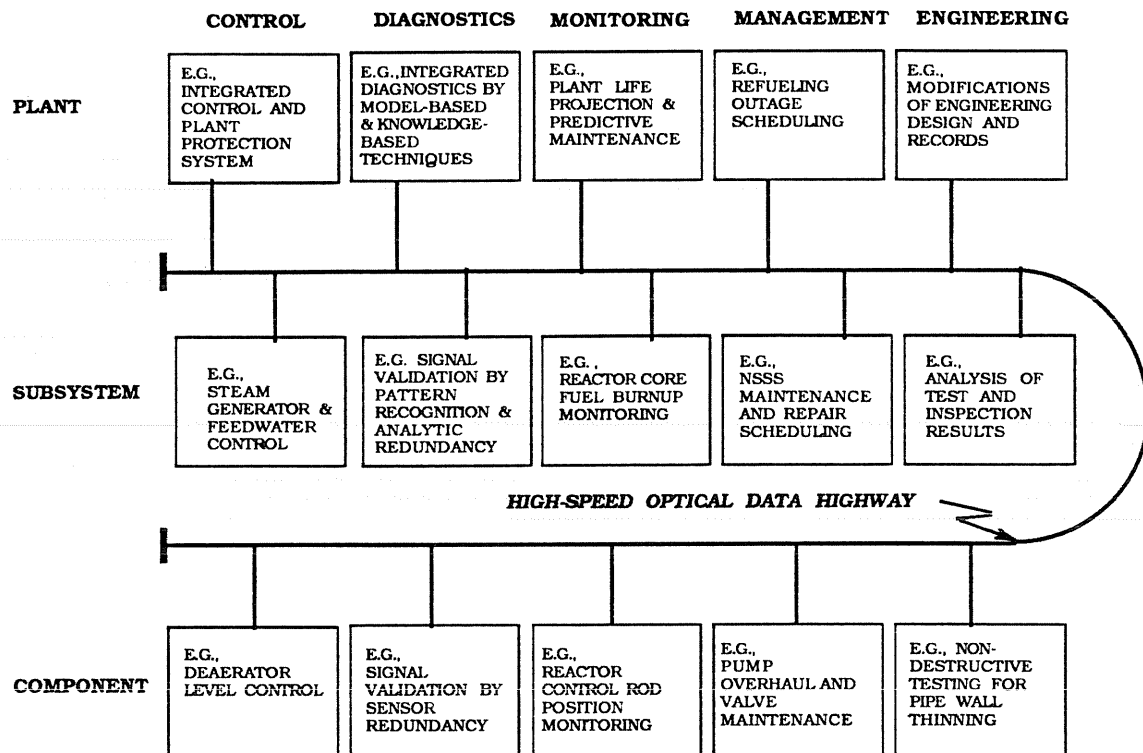 CONTROL
DIAGNOSTICS
MONITORING
MANAGEMENT
ENGINEERING
PLANT
E.G.,
INTEGRATED
CONTROL AND
PLANT
PROTECTION
SYSTEM
E.G., INTEGRATED
DIAGNOSTICS BY
MODEL-BASED
& KNOWLEDGE-
BASED
TECHNIQUES
E.G.,
PLANT LIFE
PROJECTION &
PREDICTIVE
MAINTENANCE
E.G.,
REFUELING
OUTAGE
SCHEDULING
E.G.,
MODIFICATIONS
OF ENGINEERING
DESIGN AND
RECORDS
SUBSYSTEM
E.G.,
STEAM
GENERATOR &
FEEDWATER
CONTROL
E.G. SIGNAL
VALIDATION BY
PATTERN
RECOGNITION &
ANALYTIC
REDUNDANCY
E.G.,
REACTOR CORE
FUEL BURNUP
MONITORING
E.G.,
NSSS
MAINTENANCE
AND REPAIR
SCHEDULING
E.G.,
ANALYSIS OF
TEST AND
INSPECTION
RESULTS
HIGH-SPEED OPTICAL DATA HIGHWAY
COMPONENT
E.G.,
DEAERATOR
LEVEL CONTROL
E.G.,
SIGNAL
VALIDATION BY
SENSOR
REDUNDANCY
E.G.,
REACTOR
CONTROL ROD
POSITION
MONITORING
E.G.,
PUMP
OVERHAUL AND
VALVE
MAINTENANCE
E.G., NON-
DESTRUCTIVE
TESTING FOR
PIPE WALL
THINNING